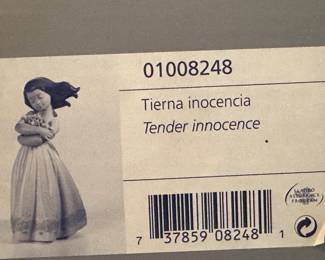 01008248
Tierna inocencia
Tender innocence
7 37859 08248 1